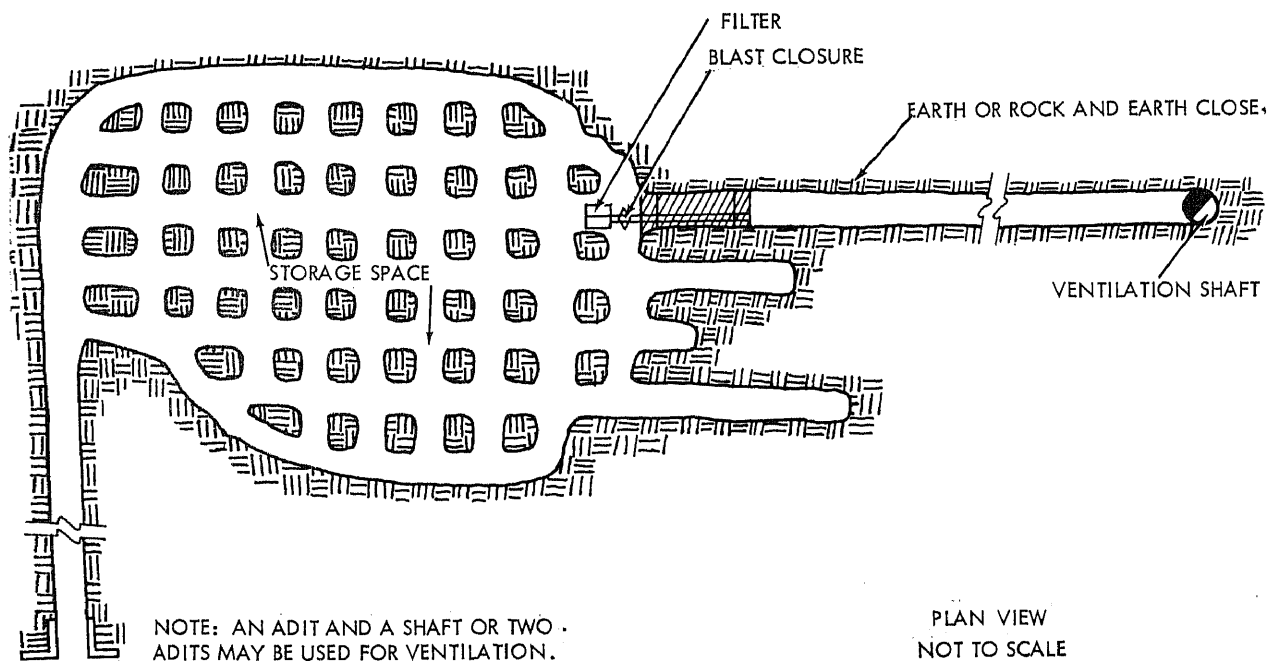 FILTER
BLAST CLOSURE
EARTH OR ROCK AND EARTH CLOSE.
STORAGE SPACE
VENTILATION SHAFT
NOTE: AN ADIT AND A SHAFT OR TWO
ADITS MAY BE USED FOR VENTILATION.
PLAN VIEW
NOT TO SCALE